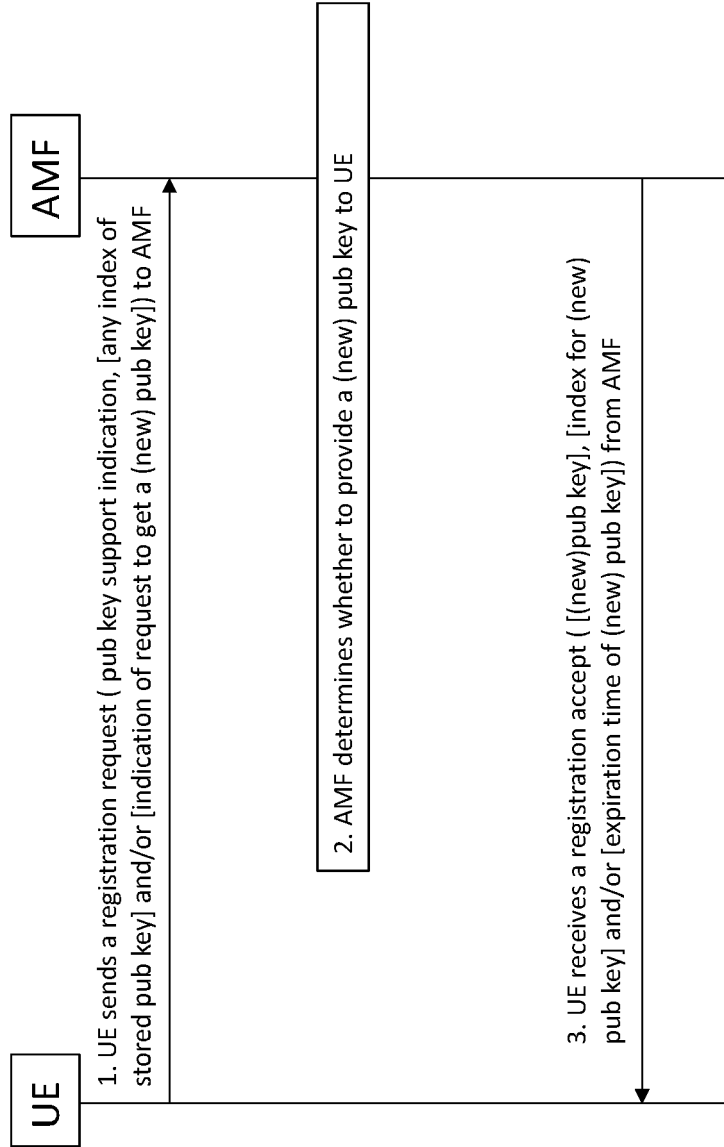 UE
AMF
1. UE sends a registration request ( pub key support indication, [any index of
stored pub key] and/or [indication of request to get a (new) pub key]) to AMF
2. AMF determines whether to provide a (new) pub key to UE
3. UE receives a registration accept ( [(new)pub key], [index for (new)
pub key] and/or [expiration time of (new) pub key]) from AMF